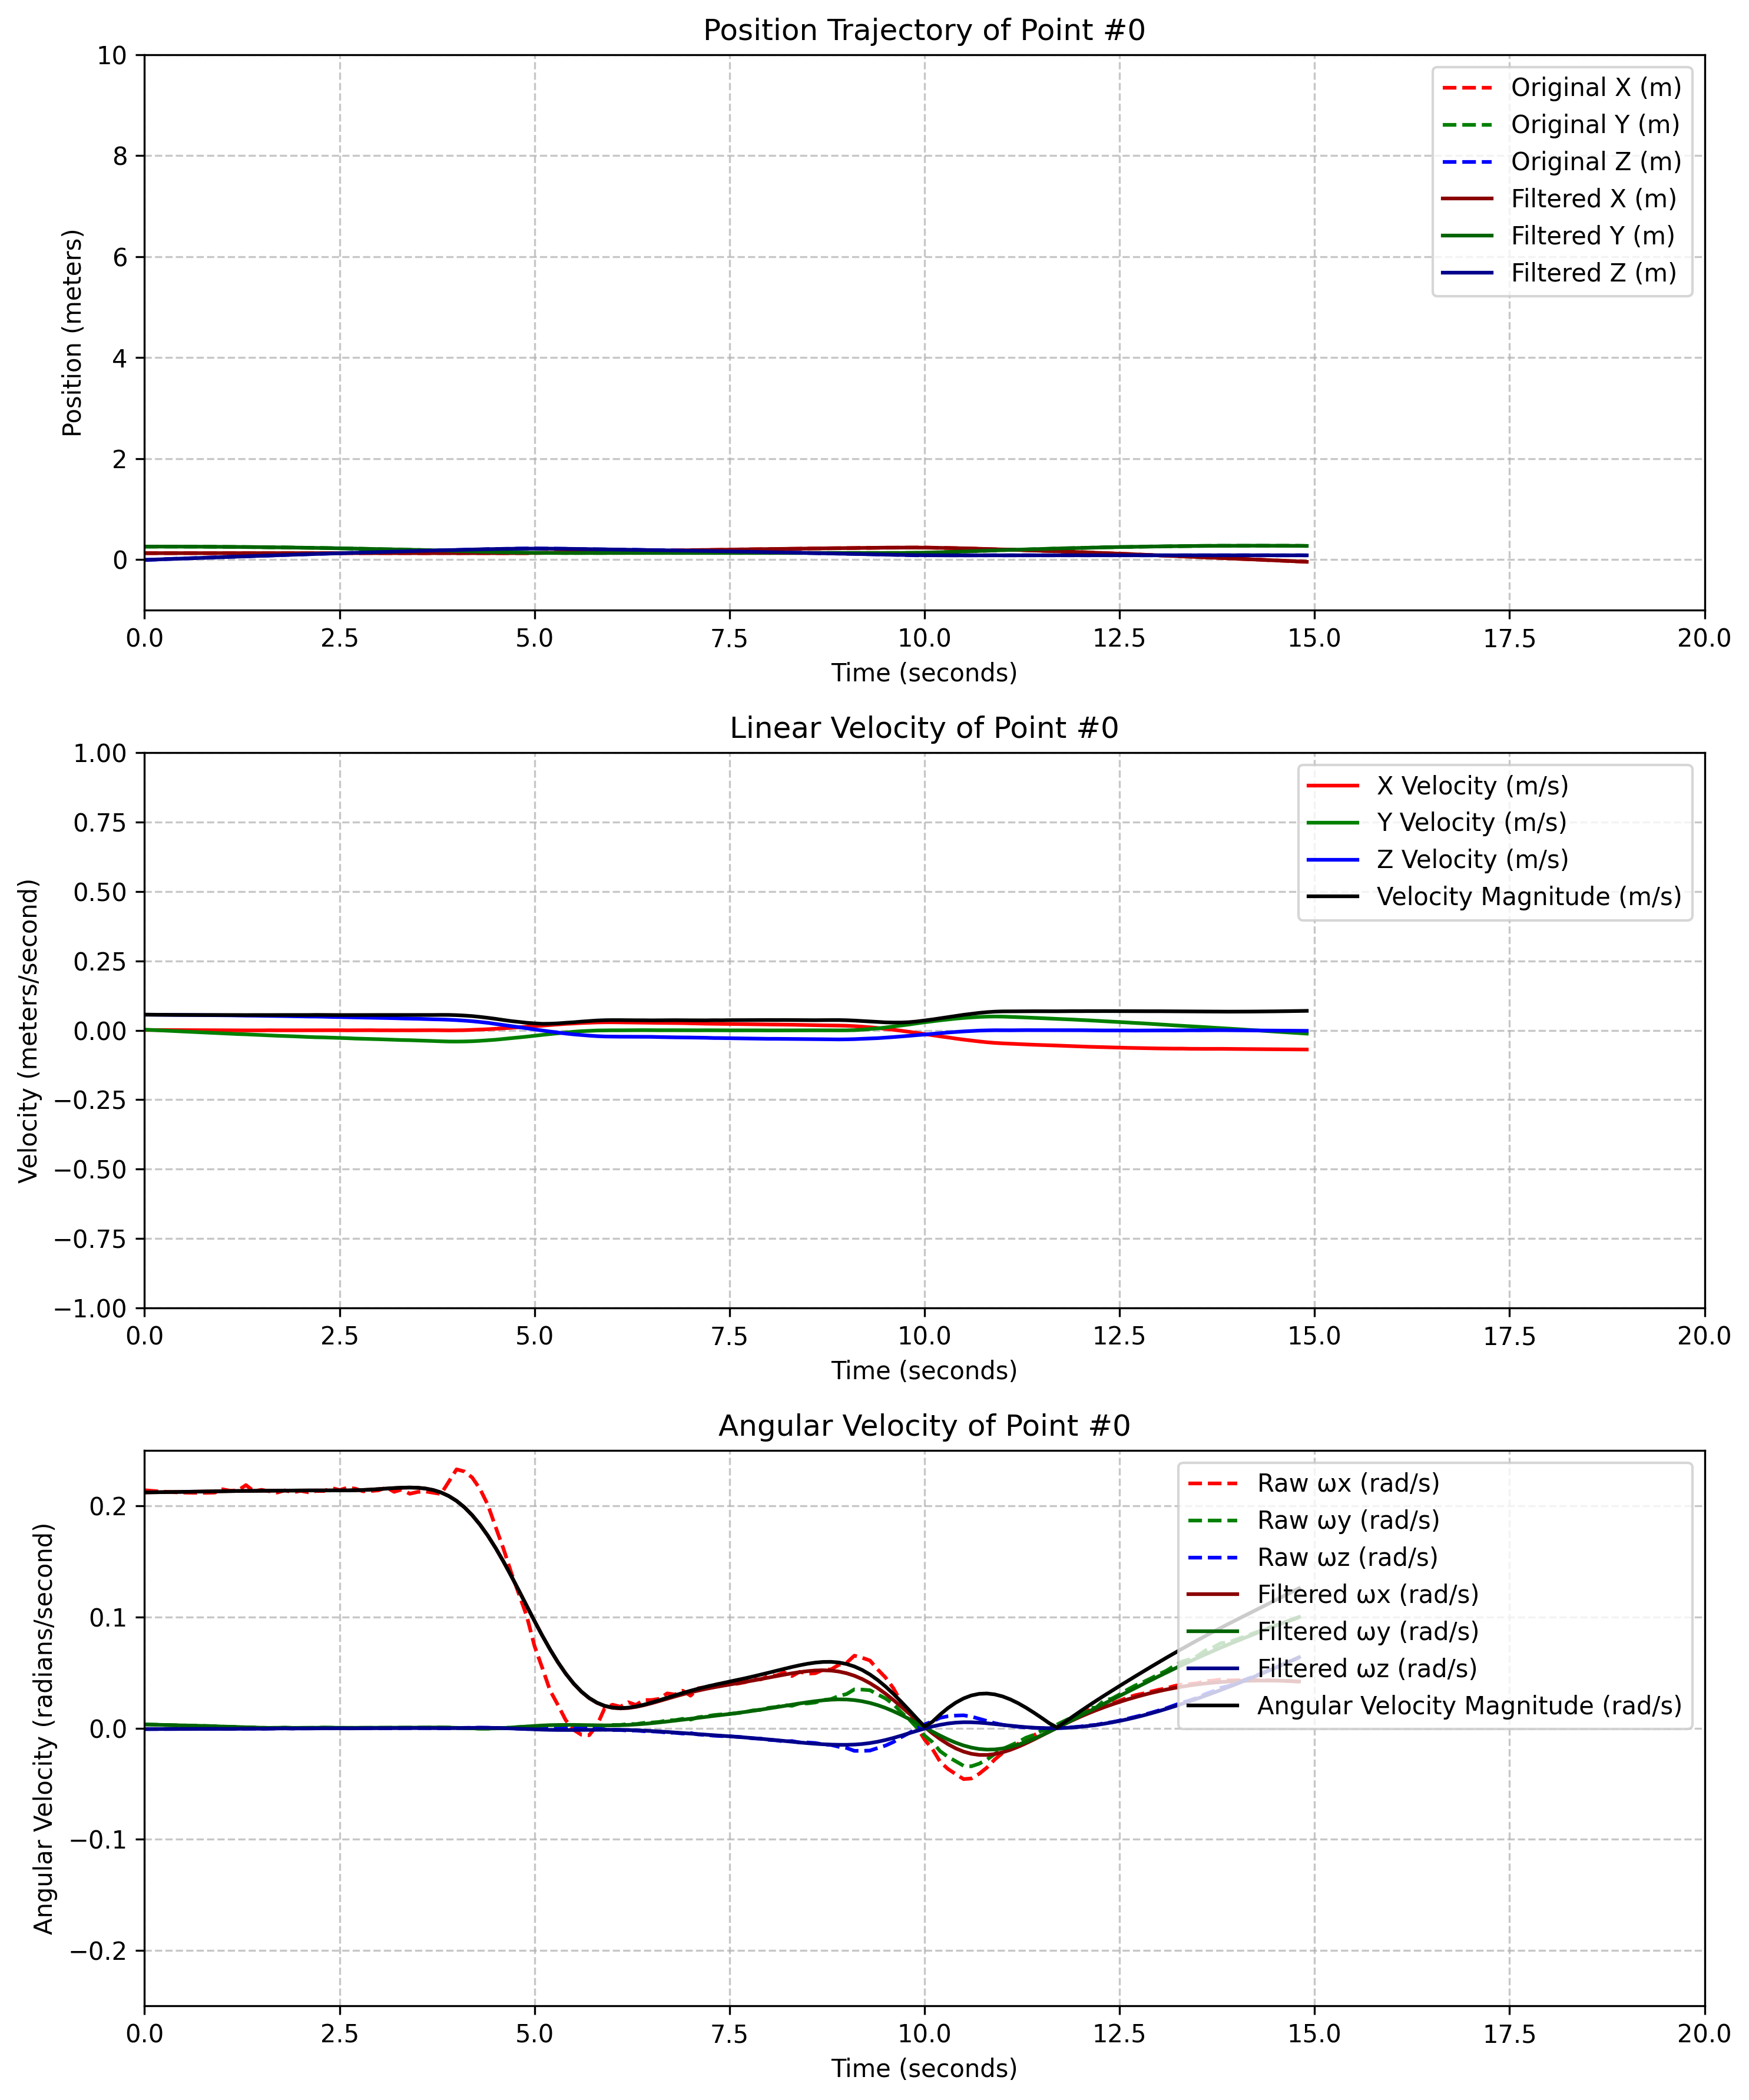 Position Trajectory of Point #0
10
8
6
4
2
0
Position (meters)
Original X (m)
Original Y (m)
Original Z (m)
Filtered X (m)
Filtered Y (m)
Filtered Z (m)
0.0 2.5 5.0 7.5 10.0 12.5 15.0 17.5 20.0
Time (seconds)
Linear Velocity of Point #0
1.00
0.75
0.50
0.25
0.00
−0.25
−0.50
−0.75
−1.00
Velocity (meters/second)
X Velocity (m/s)
Y Velocity (m/s)
Z Velocity (m/s)
Velocity Magnitude (m/s)
0.0 2.5 5.0 7.5 10.0 12.5 15.0 17.5 20.0
Time (seconds)
Angular Velocity of Point #0
0.2
0.1
0.0
−0.1
−0.2
Angular Velocity (radians/second)
Raw ωx (rad/s)
Raw ωy (rad/s)
Raw ωz (rad/s)
Filtered ωx (rad/s)
Filtered ωy (rad/s)
Filtered ωz (rad/s)
Angular Velocity Magnitude (rad/s)
0.0 2.5 5.0 7.5 10.0 12.5 15.0 17.5 20.0
Time (seconds)